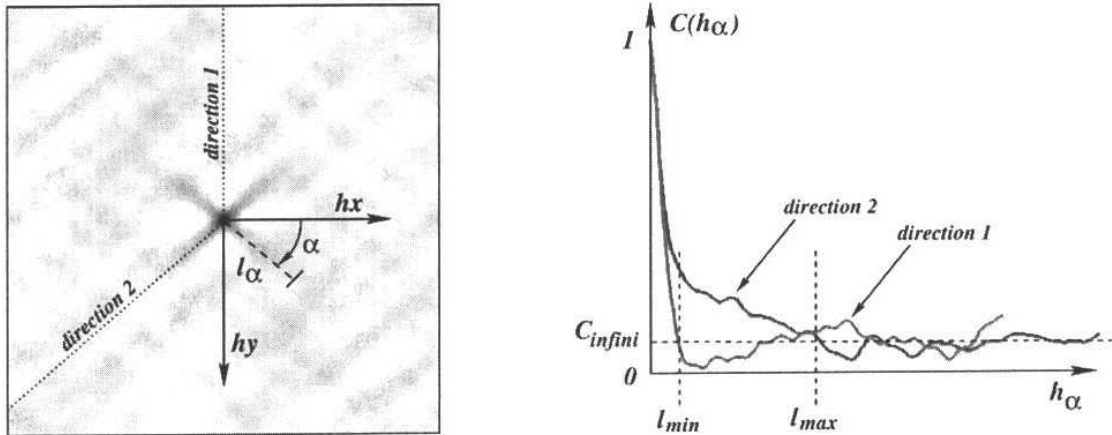 direction 1
hx
α
lα
direction 2
hy
C(hα)
1
direction 2
direction 1
Cinfini
0
lmin
lmax
hα